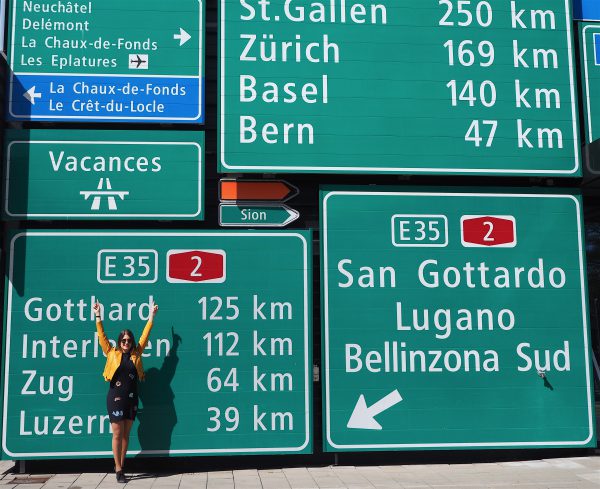 Neuchâtel
Delémont
La Chaux-de-Fonds
Les Eplatures
La Chaux-de-Fonds
Le Crêt-du-Locle
St.Gallen 250 km
Zürich 169 km
Basel 140 km
Bern 47 km
Vacances
Sion
E35 2
Gotthard 125 km
112 km
Zug 64 km
Luzern 39 km
E35 2
San Gottardo
Lugano
Bellinzona Sud